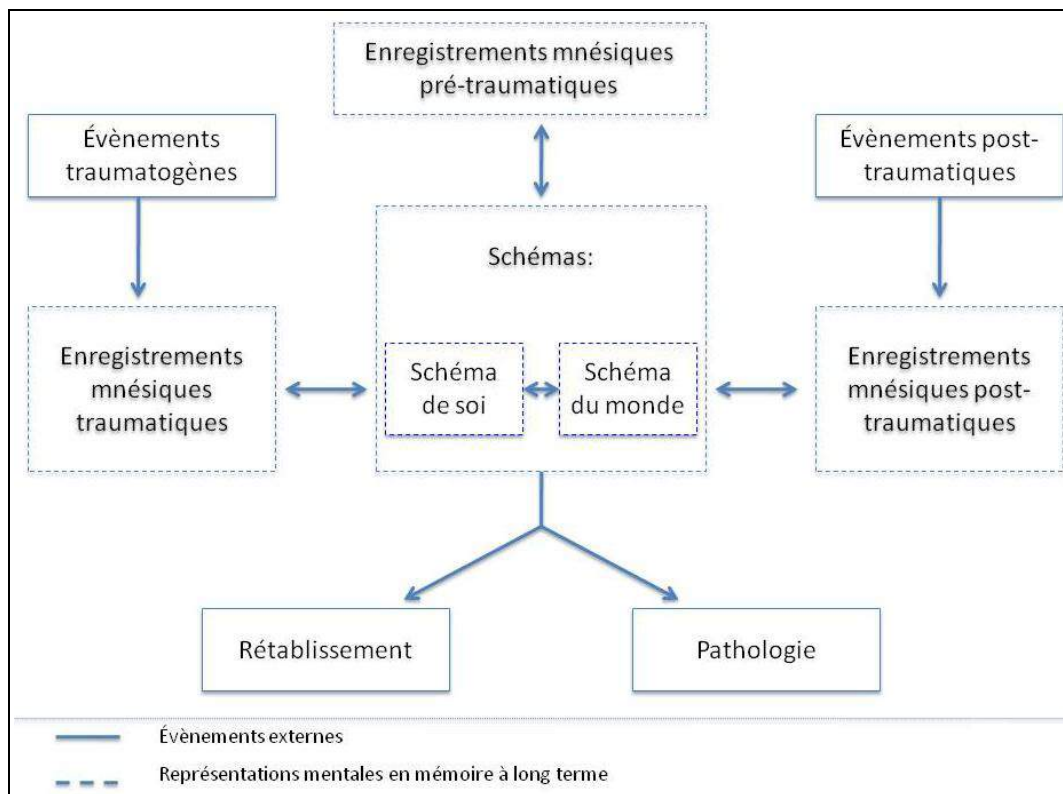 Enregistrements mnésiques
pré-traumatiques
Évènements
traumatogènes
Évènements post-
traumatiques
Schémas:
Enregistrements
mnésiques
traumatiques
Schéma
de soi
Schéma
du monde
Enregistrements
mnésiques post-
traumatiques
Rétablissement
Pathologie
Évènements externes
Représentations mentales en mémoire à long terme